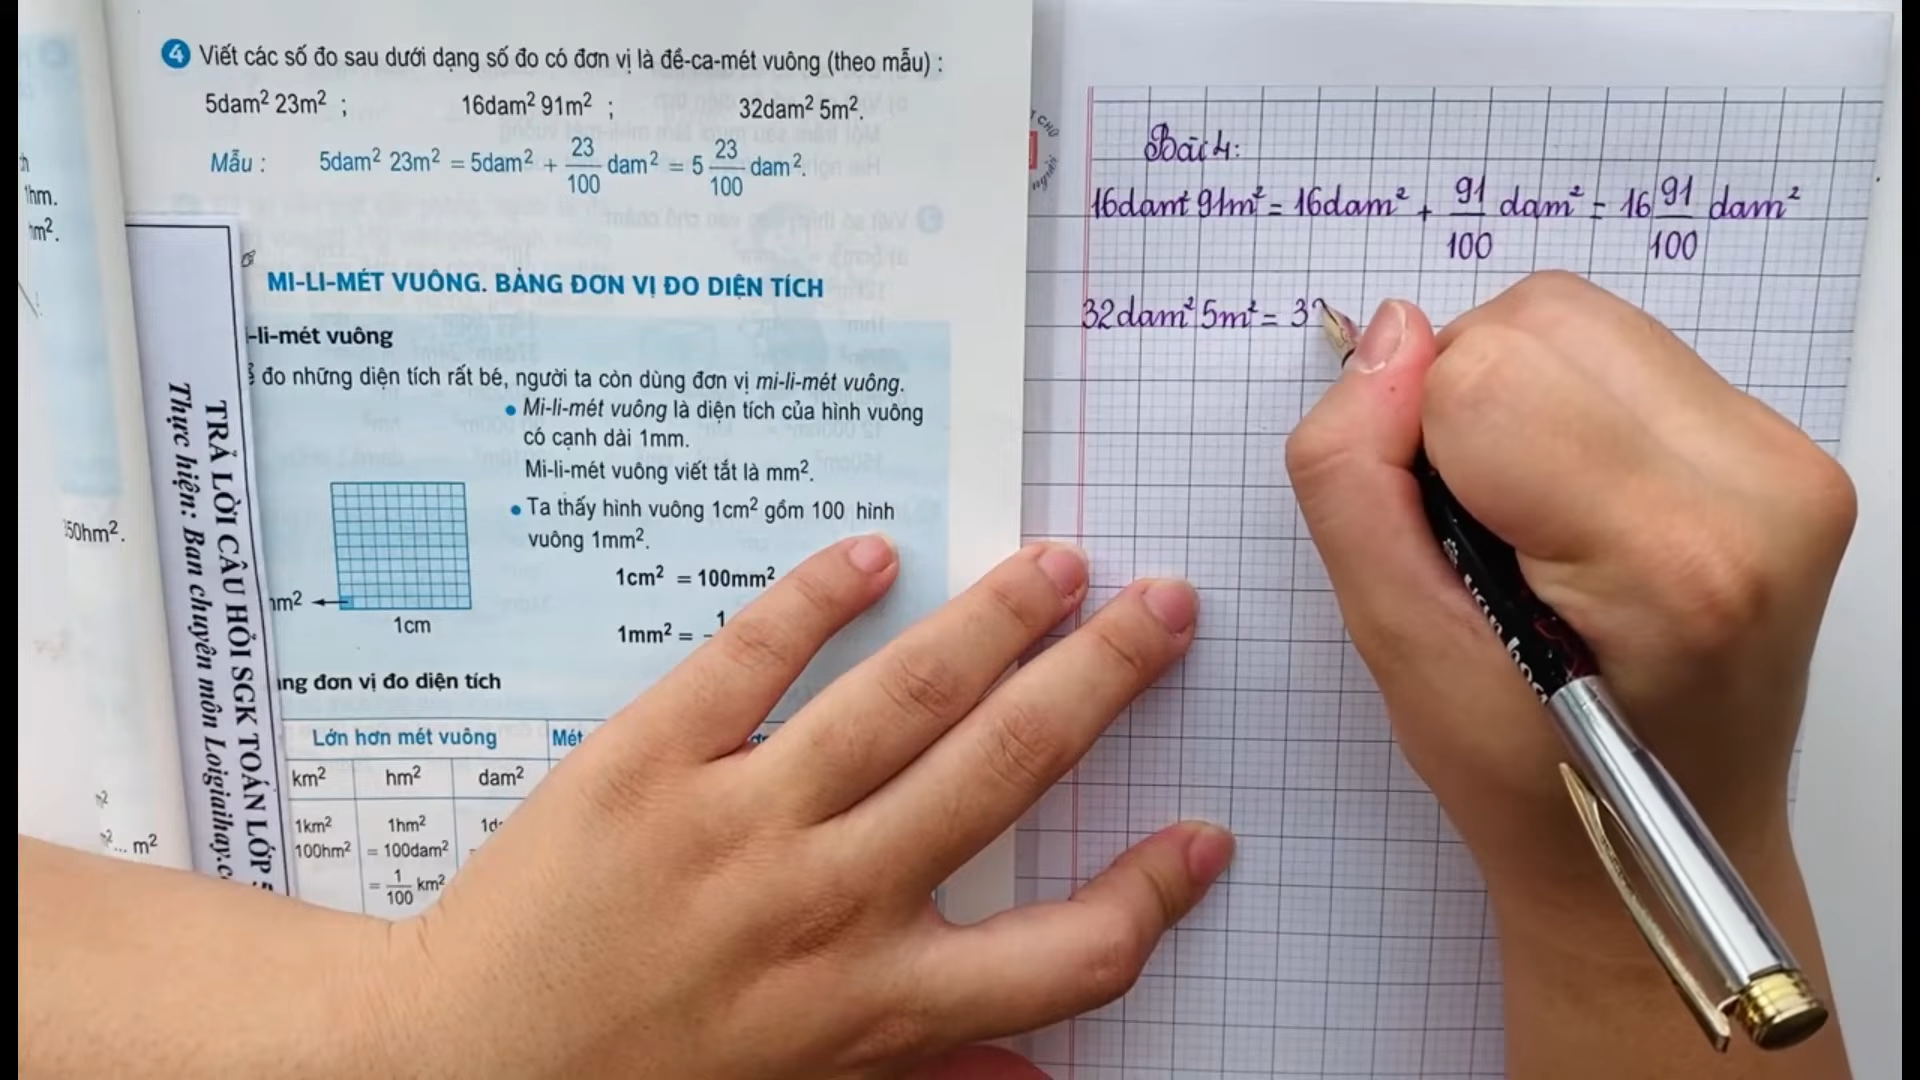 4 Viết các số đo sau dưới dạng số đo có đơn vị là đề-ca-mét vuông (theo mẫu) :
5dam² 23m² ; 16dam² 91m² ; 32dam² 5m².
Mẫu : 5dam² 23m² = 5dam² + 23/100 dam² = 5 23/100 dam².
MI-LI-MÉT VUÔNG. BẢNG ĐƠN VỊ ĐO DIỆN TÍCH
-li-mét vuông
đo những diện tích rất bé, người ta còn dùng đơn vị mi-li-mét vuông.
• Mi-li-mét vuông là diện tích của hình vuông
có cạnh dài 1mm.
Mi-li-mét vuông viết tắt là mm².
• Ta thấy hình vuông 1cm² gồm 100 hình
vuông 1mm².
1cm² = 100mm²
1mm² =
1cm
ng đơn vị đo diện tích
Lớn hơn mét vuông Mét
km² hm² dam²
1km² 1hm²
100hm² = 100dam²
= 1/100 km²
hm.
50hm².
... m²
TRẢ LỜI CÂU HỎI SGK TOÁN LỚP
Thực hiện: Ban chuyên môn Loigiaihay.c
Bài 4:
16dam² 91m² = 16dam² + 91/100 dam² = 16 91/100 dam²
32dam² 5m² = 32